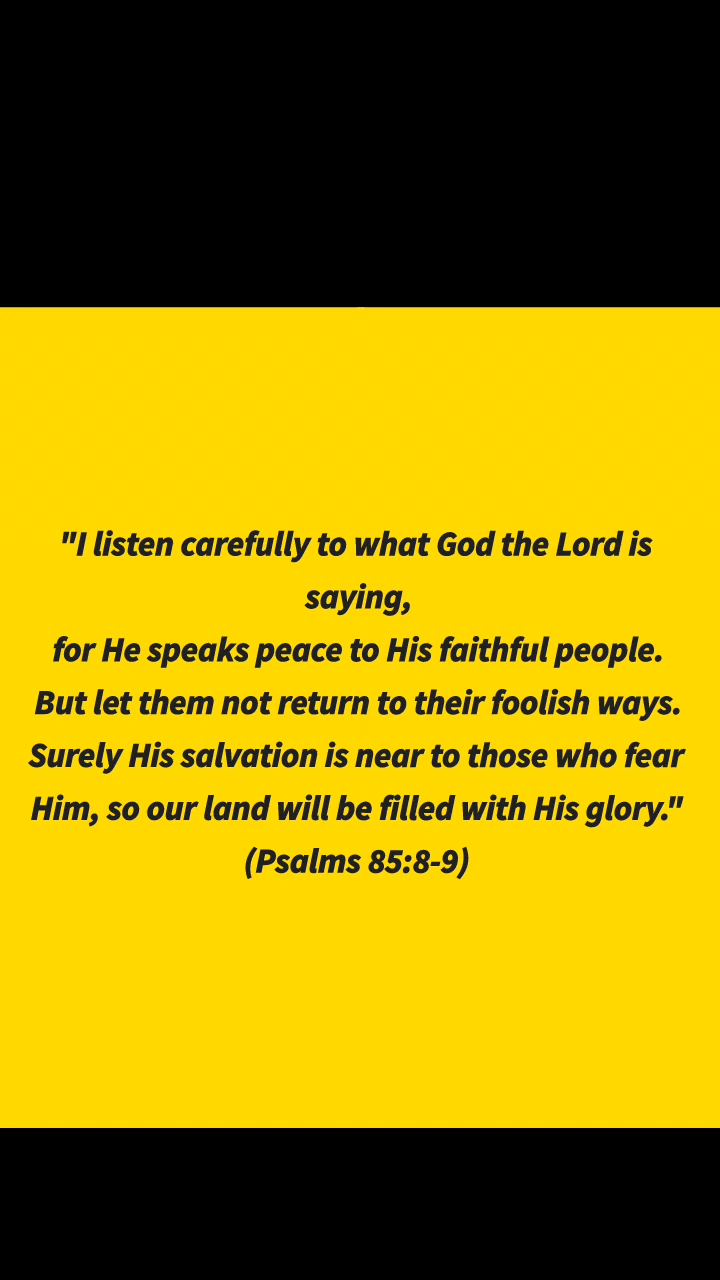 "I listen carefully to what God the Lord is
saying,
for He speaks peace to His faithful people.
But let them not return to their foolish ways.
Surely His salvation is near to those who fear
Him, so our land will be filled with His glory."
(Psalms 85:8-9)